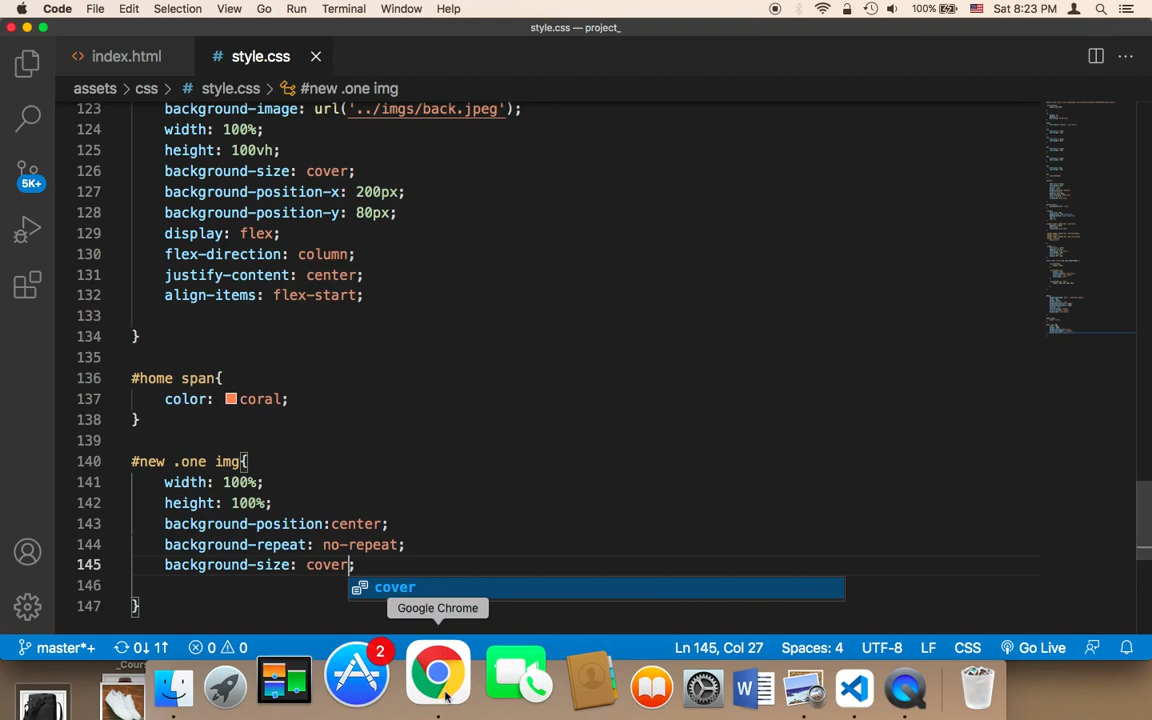 Code File Edit Selection View Go Run Terminal Window Help 100% Sat 8:23 PM
style.css — project_
<> index.html # style.css
assets > css > # style.css > #new .one img
123 background-image: url('../imgs/back.jpeg');
124 width: 100%;
125 height: 100vh;
126 background-size: cover;
127 background-position-x: 200px;
128 background-position-y: 80px;
129 display: flex;
130 flex-direction: column;
131 justify-content: center;
132 align-items: flex-start;
133
134 }
135
136 #home span{
137 color: coral;
138 }
139
140 #new .one img{
141 width: 100%;
142 height: 100%;
143 background-position:center;
144 background-repeat: no-repeat;
145 background-size: cover;
146 cover
147 }
5K+
Google Chrome
master*+ 0↓ 1↑ 0 0 Ln 145, Col 27 Spaces: 4 UTF-8 LF CSS Go Live
_Cours
2
W